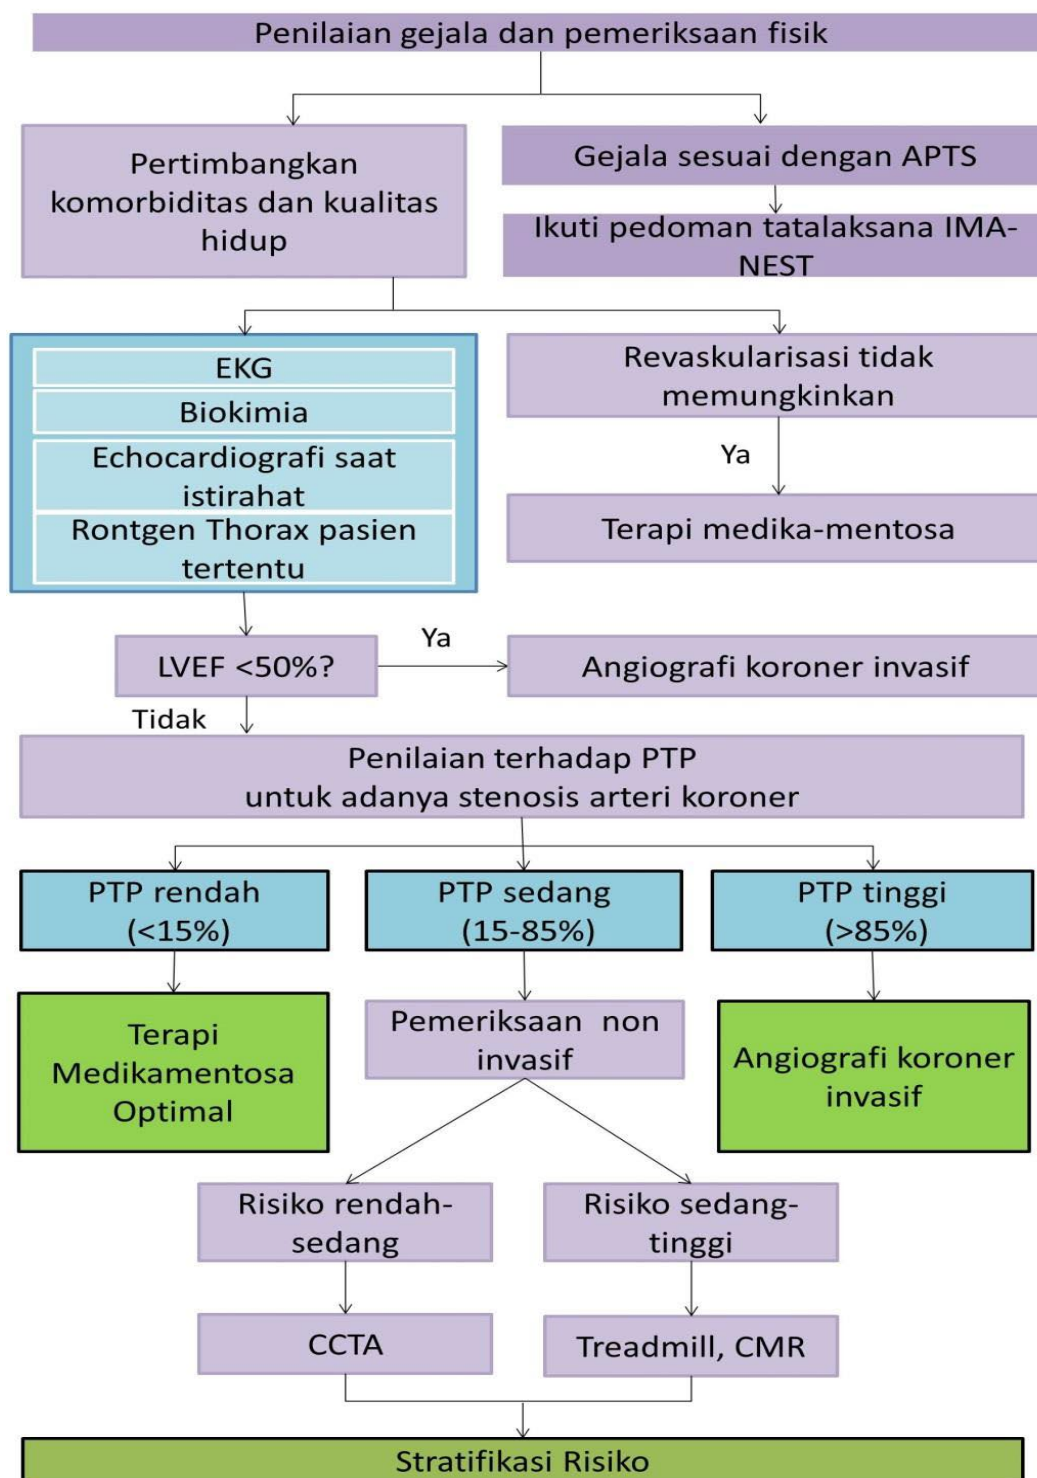 Penilaian gejala dan pemeriksaan fisik
Pertimbangkan
komorbiditas dan kualitas
hidup
Gejala sesuai dengan APTS
Ikuti pedoman tatalaksana IMA-
NEST
EKG
Biokimia
Echocardiografi saat
istirahat
Rontgen Thorax pasien
tertentu
Revaskularisasi tidak
memungkinkan
Ya
Terapi medika-mentosa
LVEF <50%?
Ya
Angiografi koroner invasif
Tidak
Penilaian terhadap PTP
untuk adanya stenosis arteri koroner
PTP rendah
(<15%)
PTP sedang
(15-85%)
PTP tinggi
(>85%)
Terapi
Medikamentosa
Optimal
Pemeriksaan non
invasif
Angiografi koroner
invasif
Risiko rendah-
sedang
Risiko sedang-
tinggi
CCTA
Treadmill, CMR
Stratifikasi Risiko